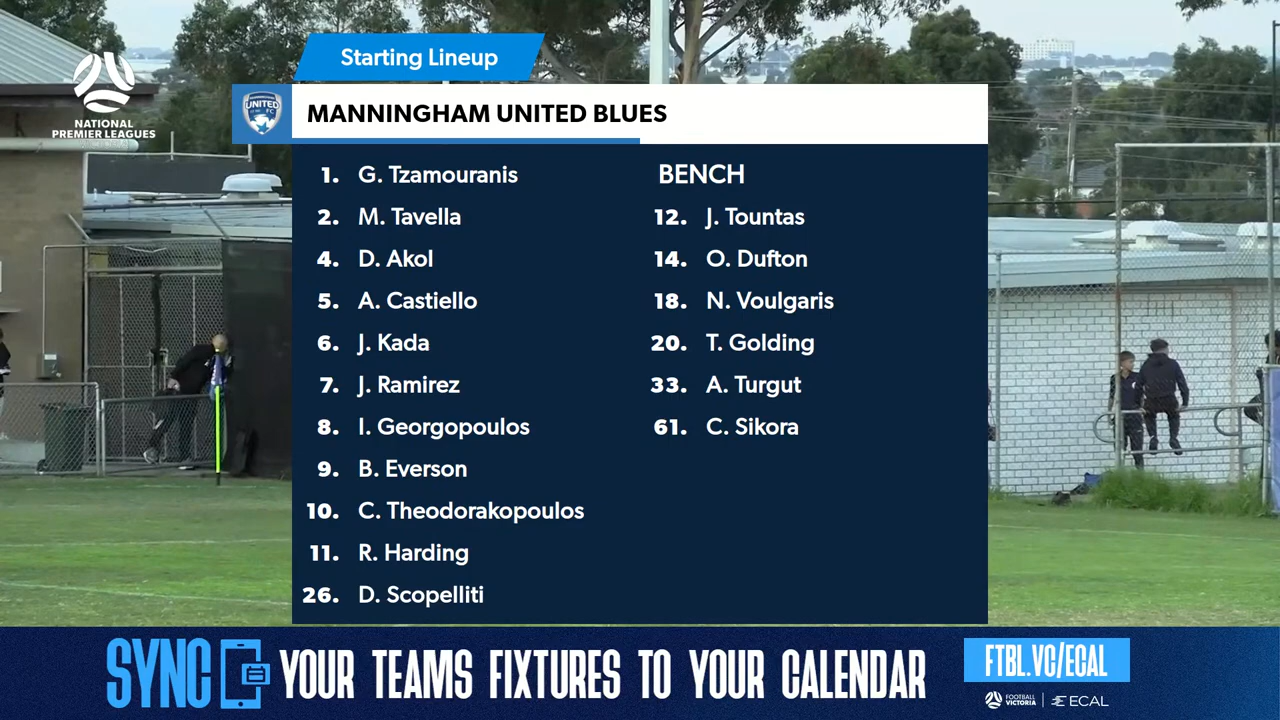 NATIONAL
PREMIER LEAGUES
Starting Lineup
UNITED
FC
MANNINGHAM UNITED BLUES
1. G. Tzamouranis
2. M. Tavella
4. D. Akol
5. A. Castiello
6. J. Kada
7. J. Ramirez
8. I. Georgopoulos
9. B. Everson
10. C. Theodorakopoulos
11. R. Harding
26. D. Scopelliti
BENCH
12. J. Tountas
14. O. Dufton
18. N. Voulgaris
20. T. Golding
33. A. Turgut
61. C. Sikora
SYNC YOUR TEAMS FIXTURES TO YOUR CALENDAR
FTBL.VC/ECAL
FOOTBALL
VICTORIA
ECAL